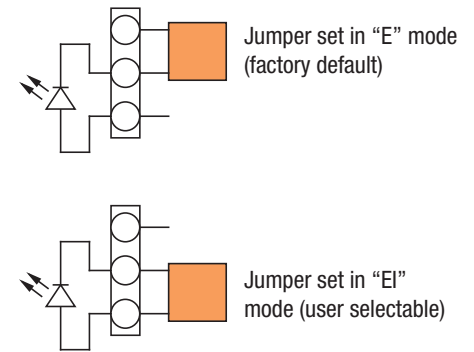 Jumper set in “E” mode
(factory default)
Jumper set in “EI”
mode (user selectable)